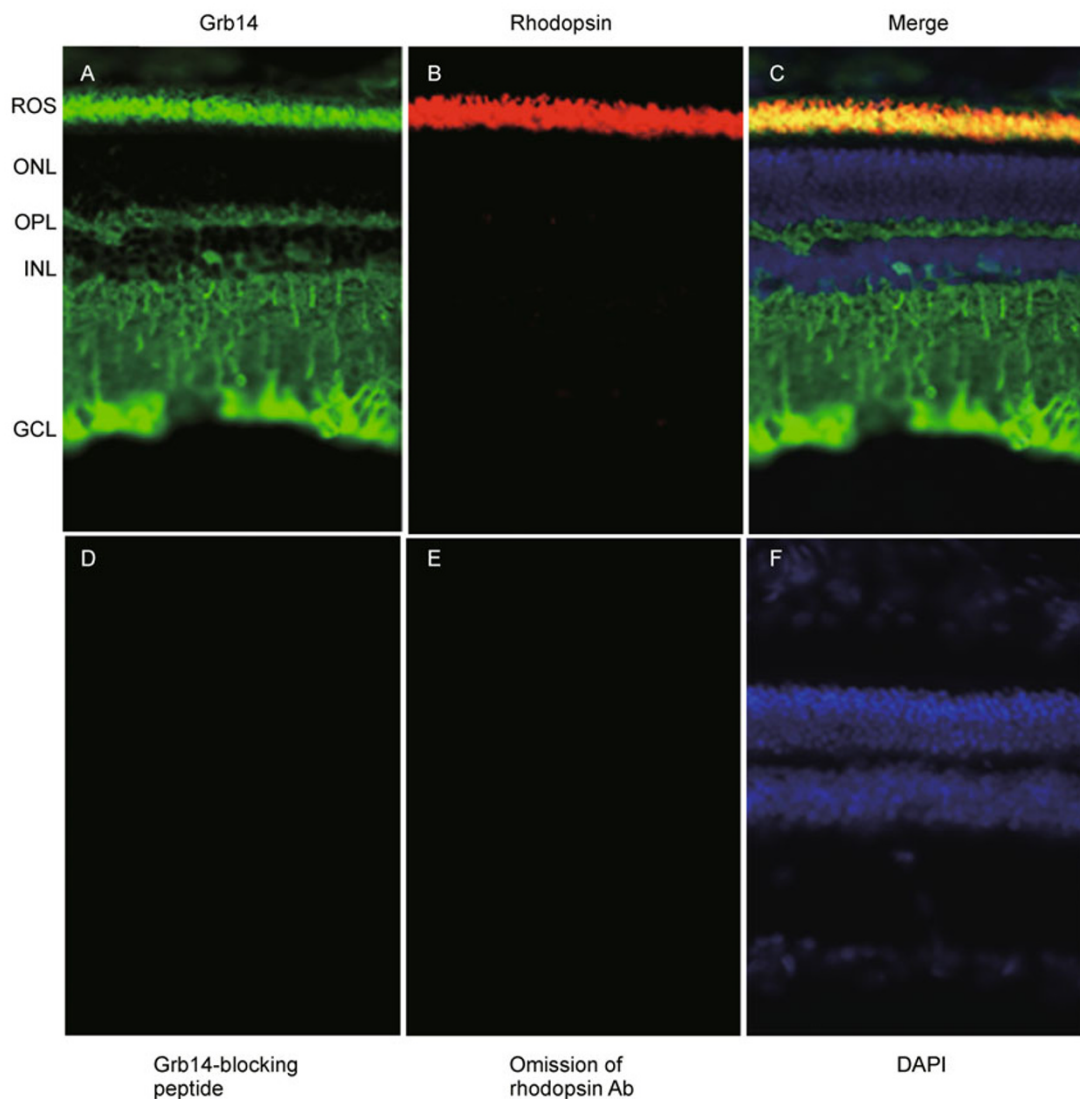 Grb14
Rhodopsin
Merge
A
B
C
ROS
ONL
OPL
INL
GCL
D
E
F
Grb14-blocking
peptide
Omission of
rhodopsin Ab
DAPI